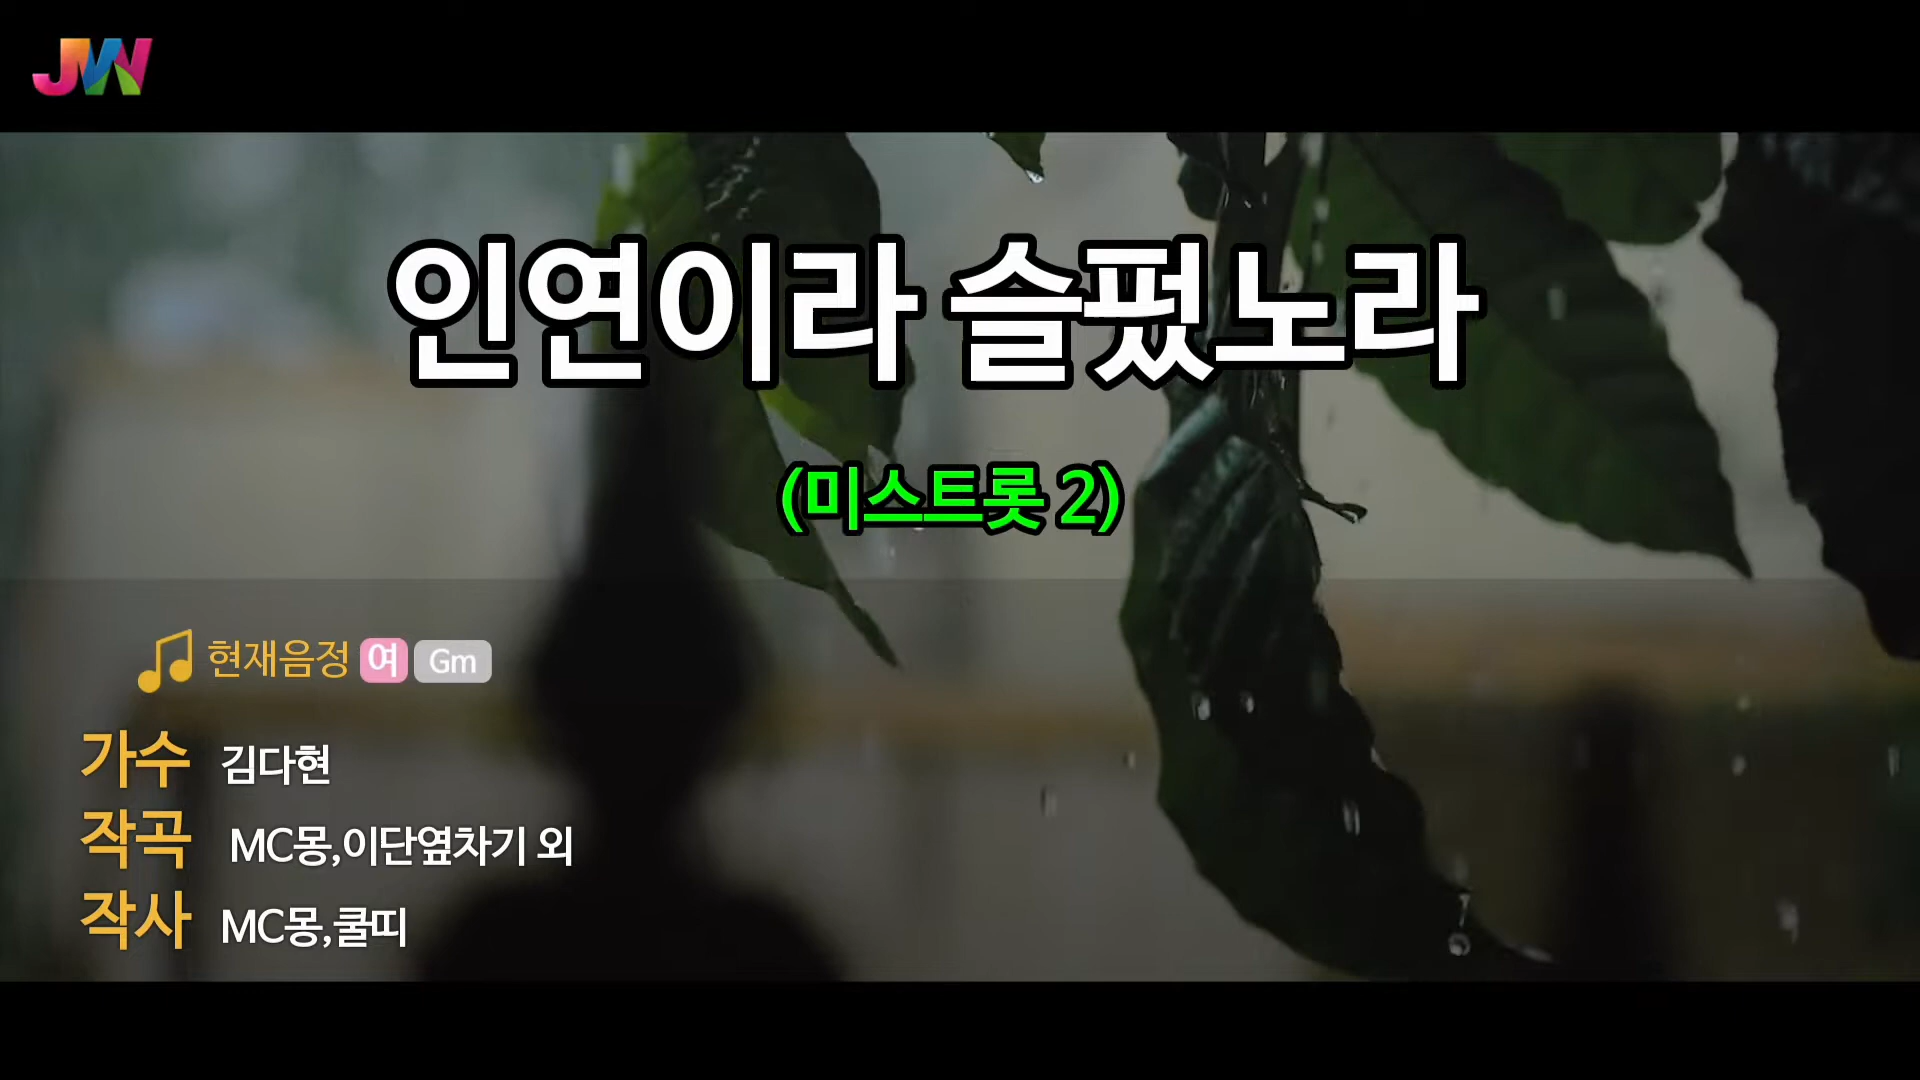 JW
인연이라 슬펐노라
(미스트롯 2)
현재음정 여 Gm
가수 김다현
작곡 MC몽,이단옆차기 외
작사 MC몽,쿨띠